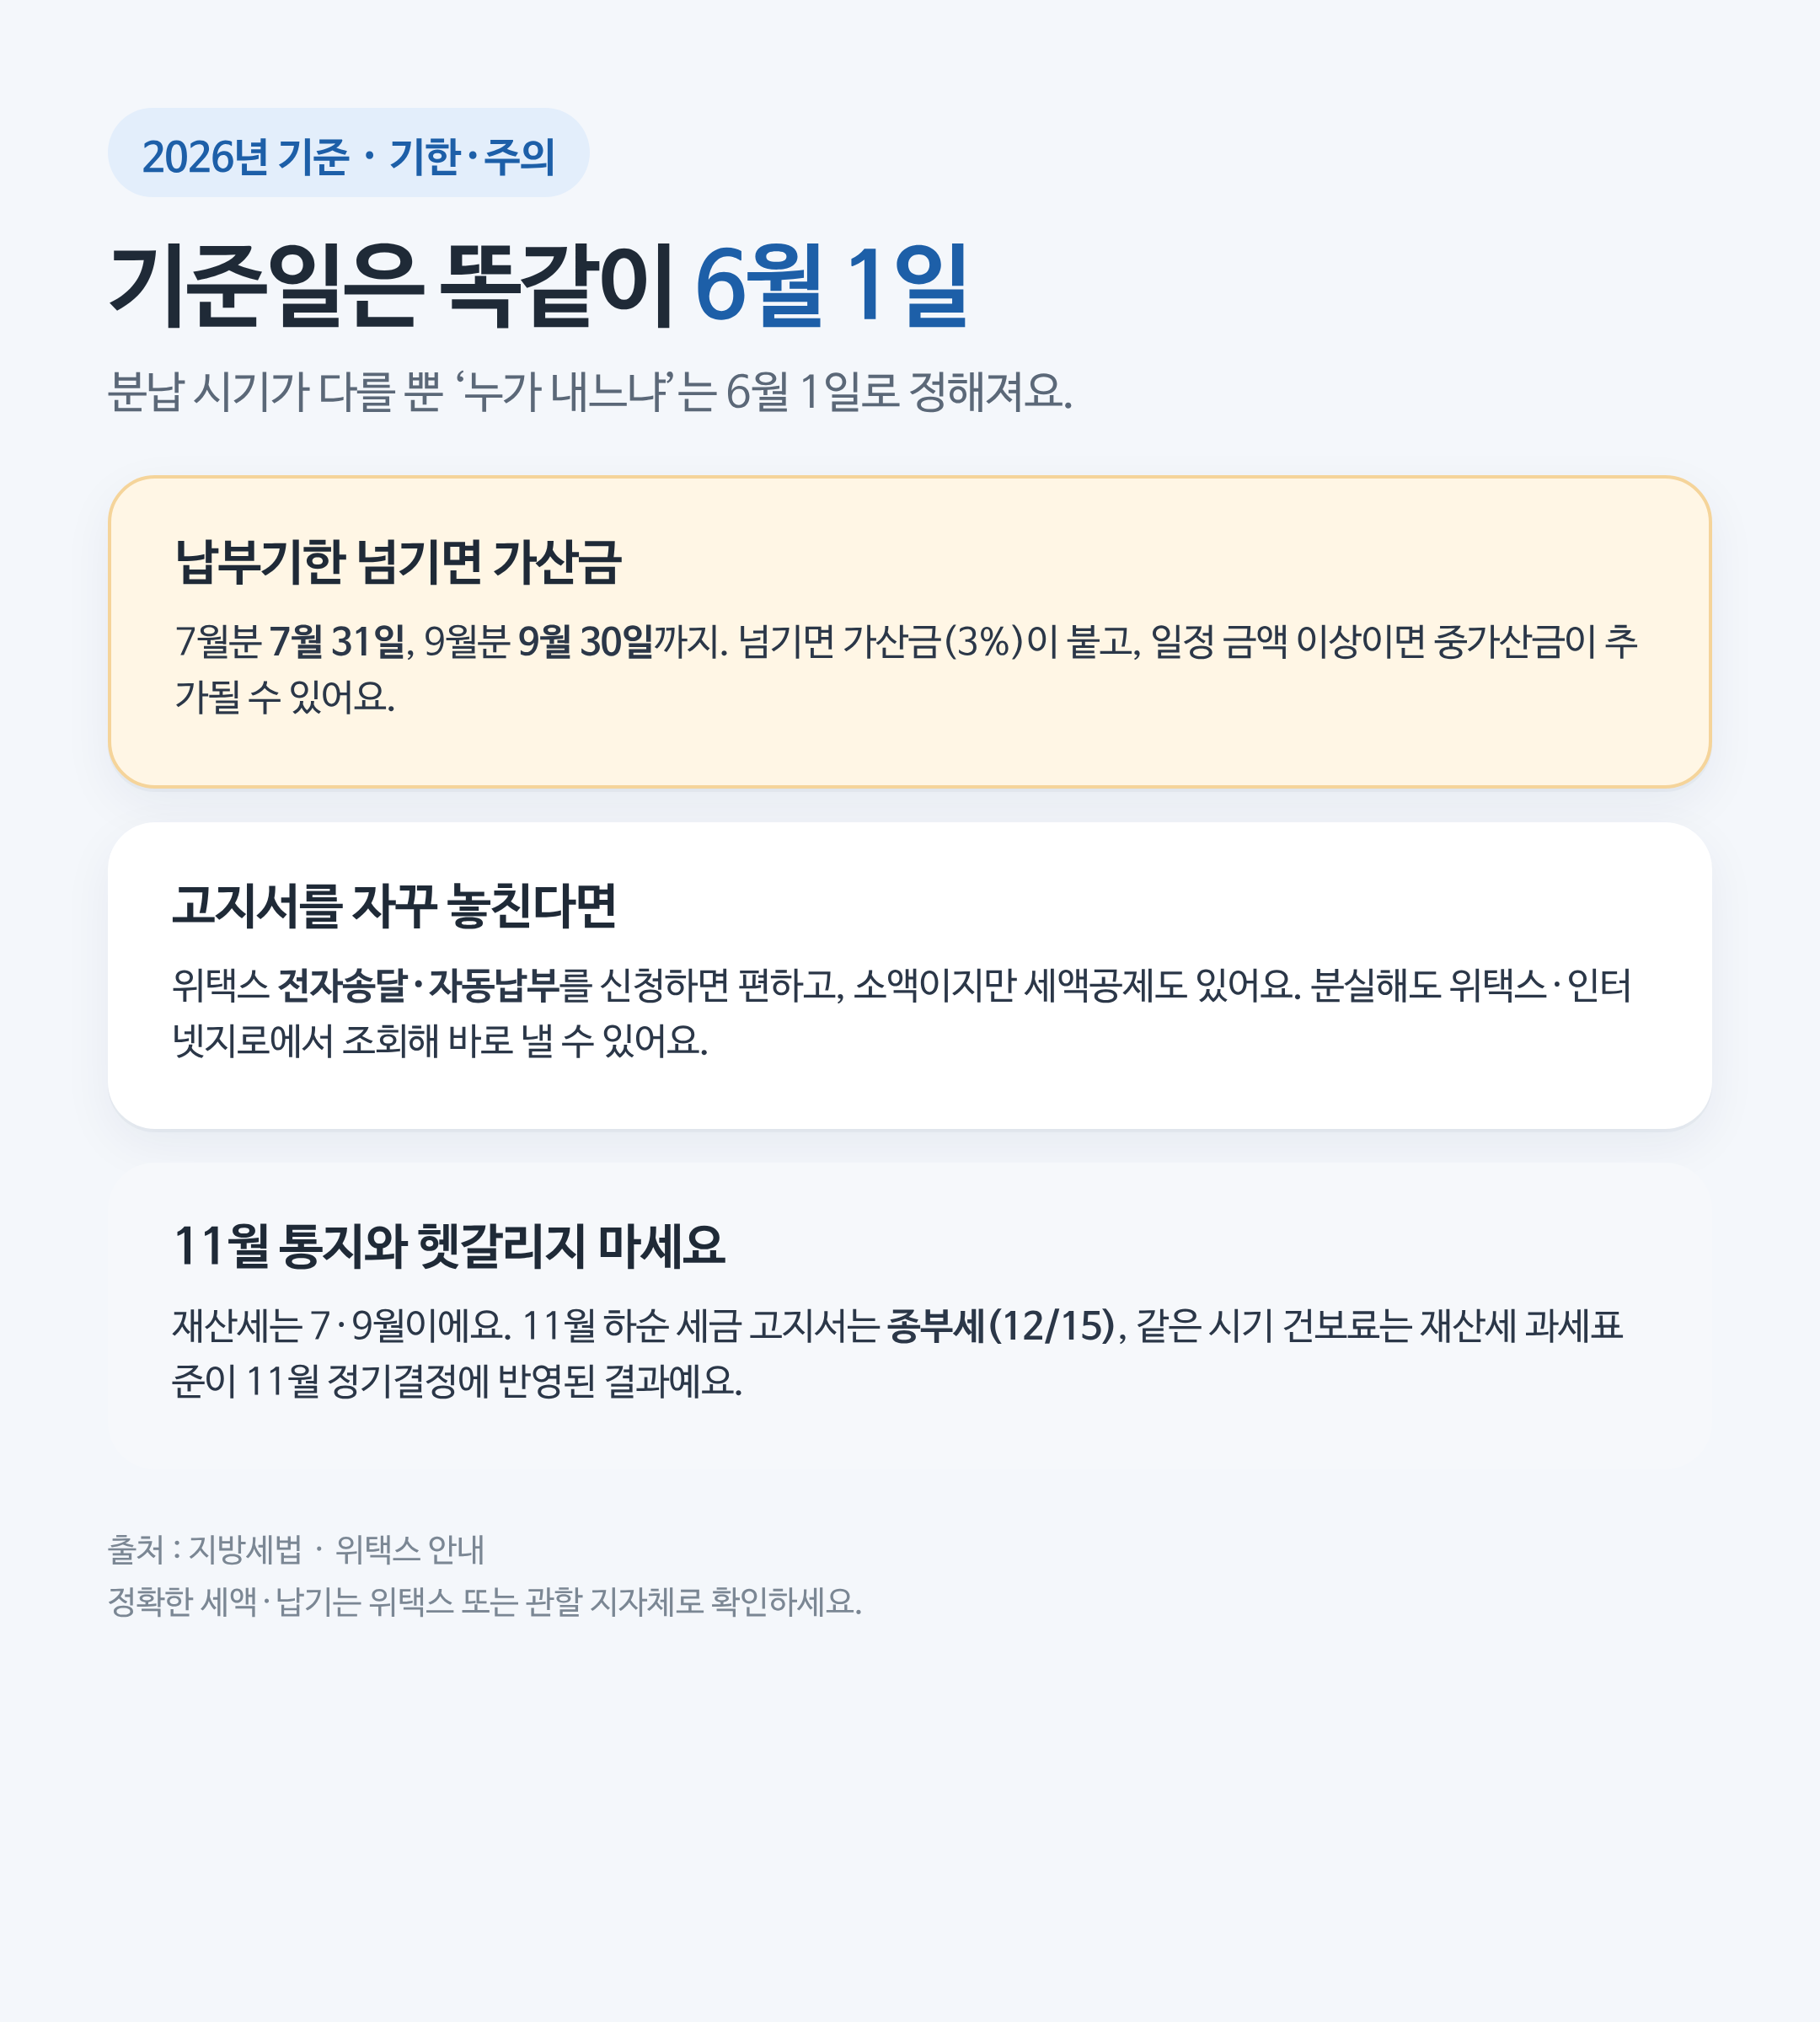 2026년 기준 · 기한·주의
기준일은 똑같이 6월 1일
분납 시기가 다를 뿐 ‘누가 내느냐’는 6월 1일로 정해져요.
납부기한 넘기면 가산금
7월분 7월 31일, 9월분 9월 30일까지. 넘기면 가산금(3%)이 붙고, 일정 금액 이상이면 중가산금이 추
가될 수 있어요.
고지서를 자꾸 놓친다면
위택스 전자송달·자동납부를 신청하면 편하고, 소액이지만 세액공제도 있어요. 분실해도 위택스·인터
넷지로에서 조회해 바로 낼 수 있어요.
11월 통지와 헷갈리지 마세요
재산세는 7·9월이에요. 11월 하순 세금 고지서는 종부세(12/15), 같은 시기 건보료는 재산세 과세표
준이 11월 정기결정에 반영된 결과예요.
출처 : 지방세법 · 위택스 안내
정확한 세액·납기는 위택스 또는 관할 지자체로 확인하세요.